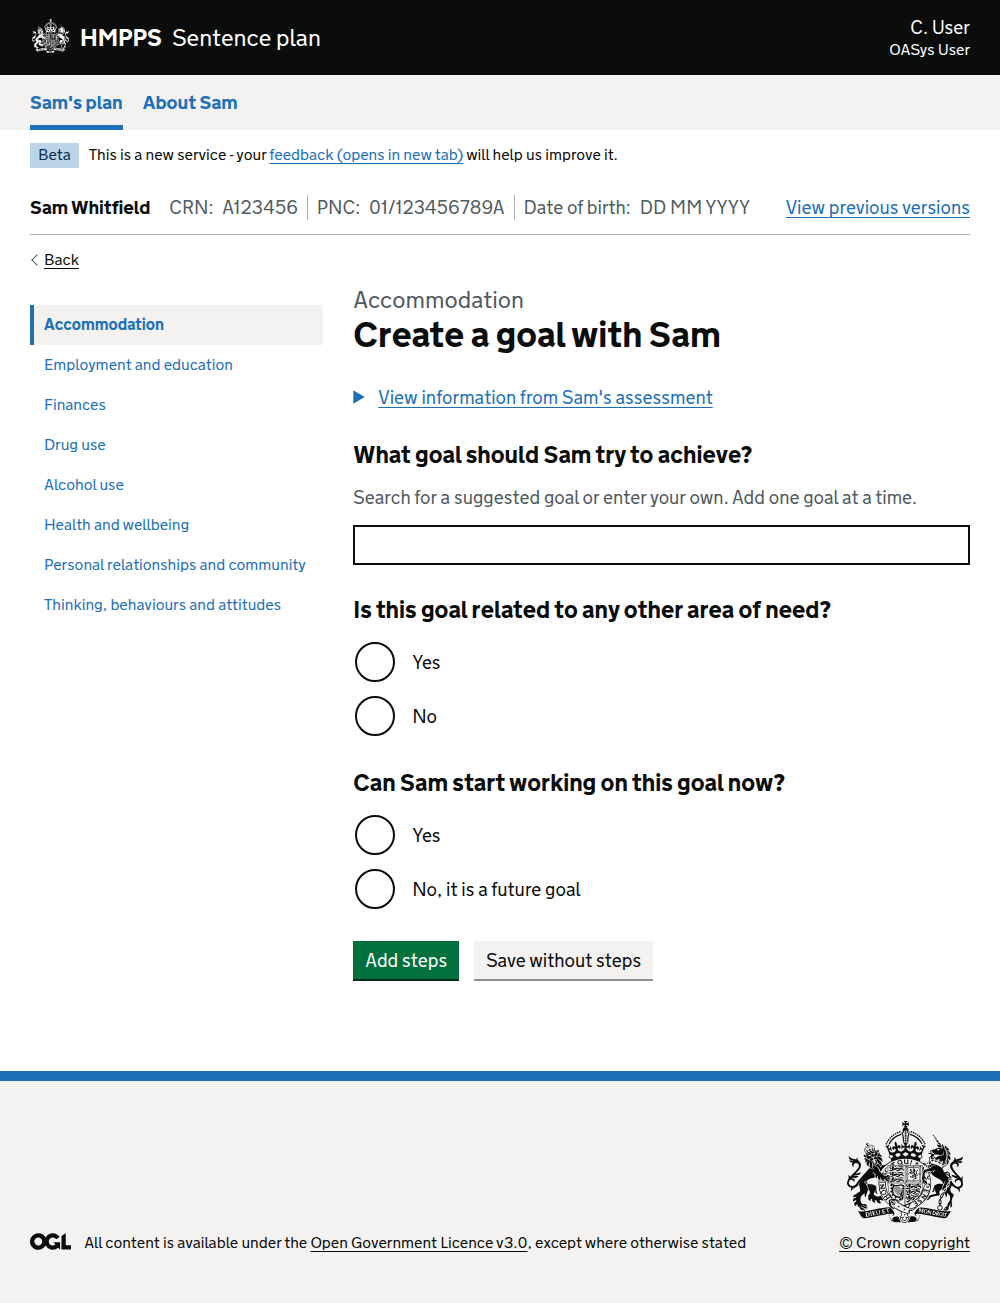 HMPPS Sentence plan
C. User
OASys User
Sam's plan About Sam
Beta This is a new service - your feedback (opens in new tab) will help us improve it.
Sam Whitfield CRN: A123456 PNC: 01/123456789A Date of birth: DD MM YYYY View previous versions
Back
Accommodation
Employment and education
Finances
Drug use
Alcohol use
Health and wellbeing
Personal relationships and community
Thinking, behaviours and attitudes
Accommodation
Create a goal with Sam
View information from Sam's assessment
What goal should Sam try to achieve?
Search for a suggested goal or enter your own. Add one goal at a time.
Is this goal related to any other area of need?
Yes
No
Can Sam start working on this goal now?
Yes
No, it is a future goal
Add steps Save without steps
OGL All content is available under the Open Government Licence v3.0, except where otherwise stated
© Crown copyright